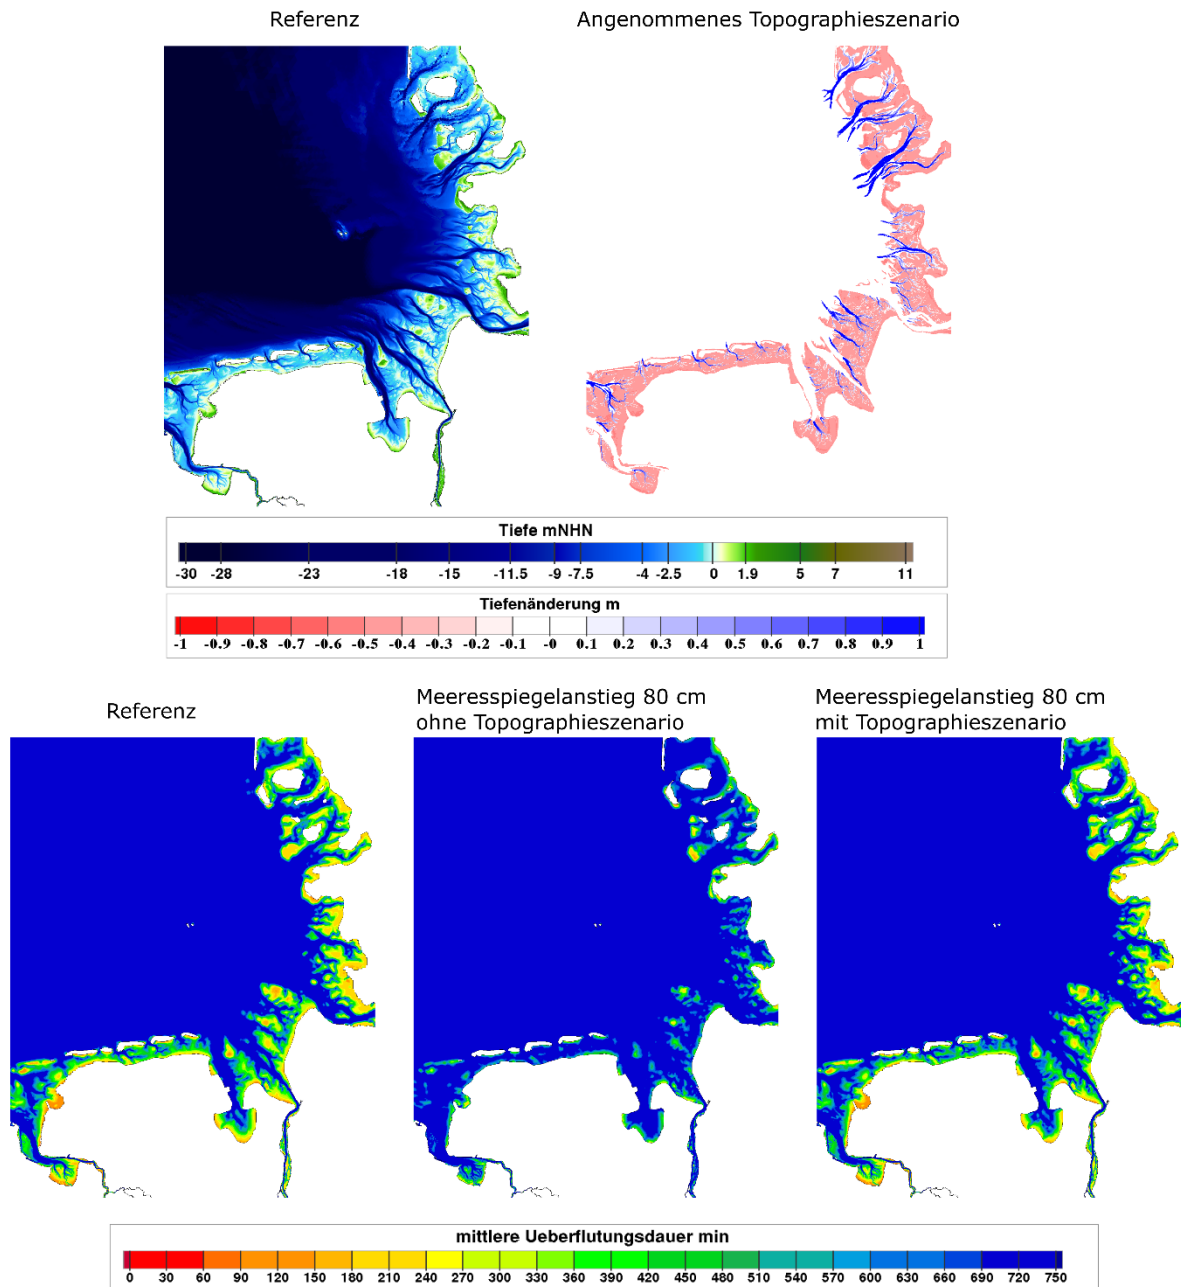 Referenz
Angenommenes Topographieszenario
Tiefe mNHN
-30 -28 -23 -18 -15 -11.5 -9 -7.5 -4 -2.5 0 1.9 5 7 11
Tiefenänderung m
-1 -0.9 -0.8 -0.7 -0.6 -0.5 -0.4 -0.3 -0.2 -0.1 -0 0.1 0.2 0.3 0.4 0.5 0.6 0.7 0.8 0.9 1
Referenz
Meeresspiegelanstieg 80 cm
ohne Topographieszenario
Meeresspiegelanstieg 80 cm
mit Topographieszenario
mittlere Ueberflutungsdauer min
0 30 60 90 120 150 180 210 240 270 300 330 360 390 420 450 480 510 540 570 600 630 660 690 720 750